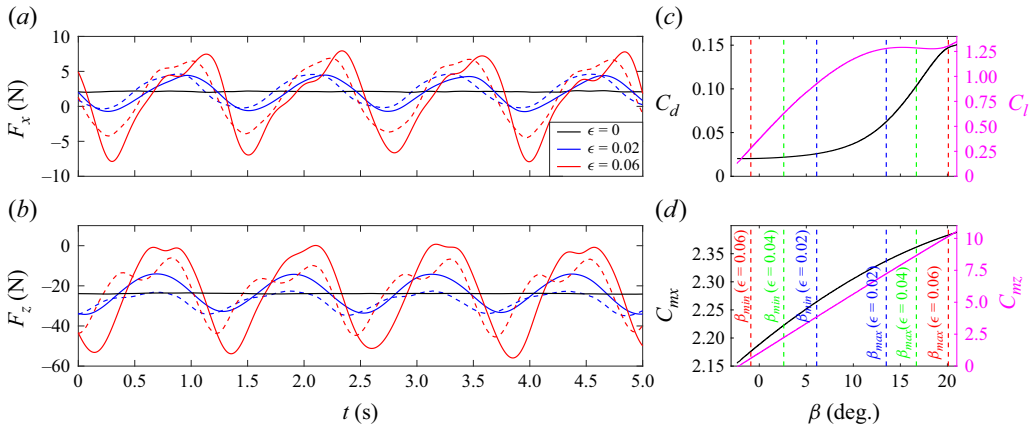 (a)
10
5
0
−5
−10
F_x (N)
ϵ = 0
ϵ = 0.02
ϵ = 0.06
(b)
0
−20
−40
−60
F_z (N)
0
0.5
1.0
1.5
2.0
2.5
3.0
3.5
4.0
4.5
5.0
t (s)
(c)
0.15
0.10
0.05
0
C_d
1.25
1.00
0.75
0.50
0.25
0
C_l
(d)
2.35
2.30
2.25
2.20
2.15
C_mx
β_min (ϵ = 0.06)
β_min (ϵ = 0.04)
β_min (ϵ = 0.02)
β_max (ϵ = 0.02)
β_max (ϵ = 0.04)
β_max (ϵ = 0.06)
10
7.5
5.0
2.5
0
C_mz
0
5
10
15
20
β (deg.)